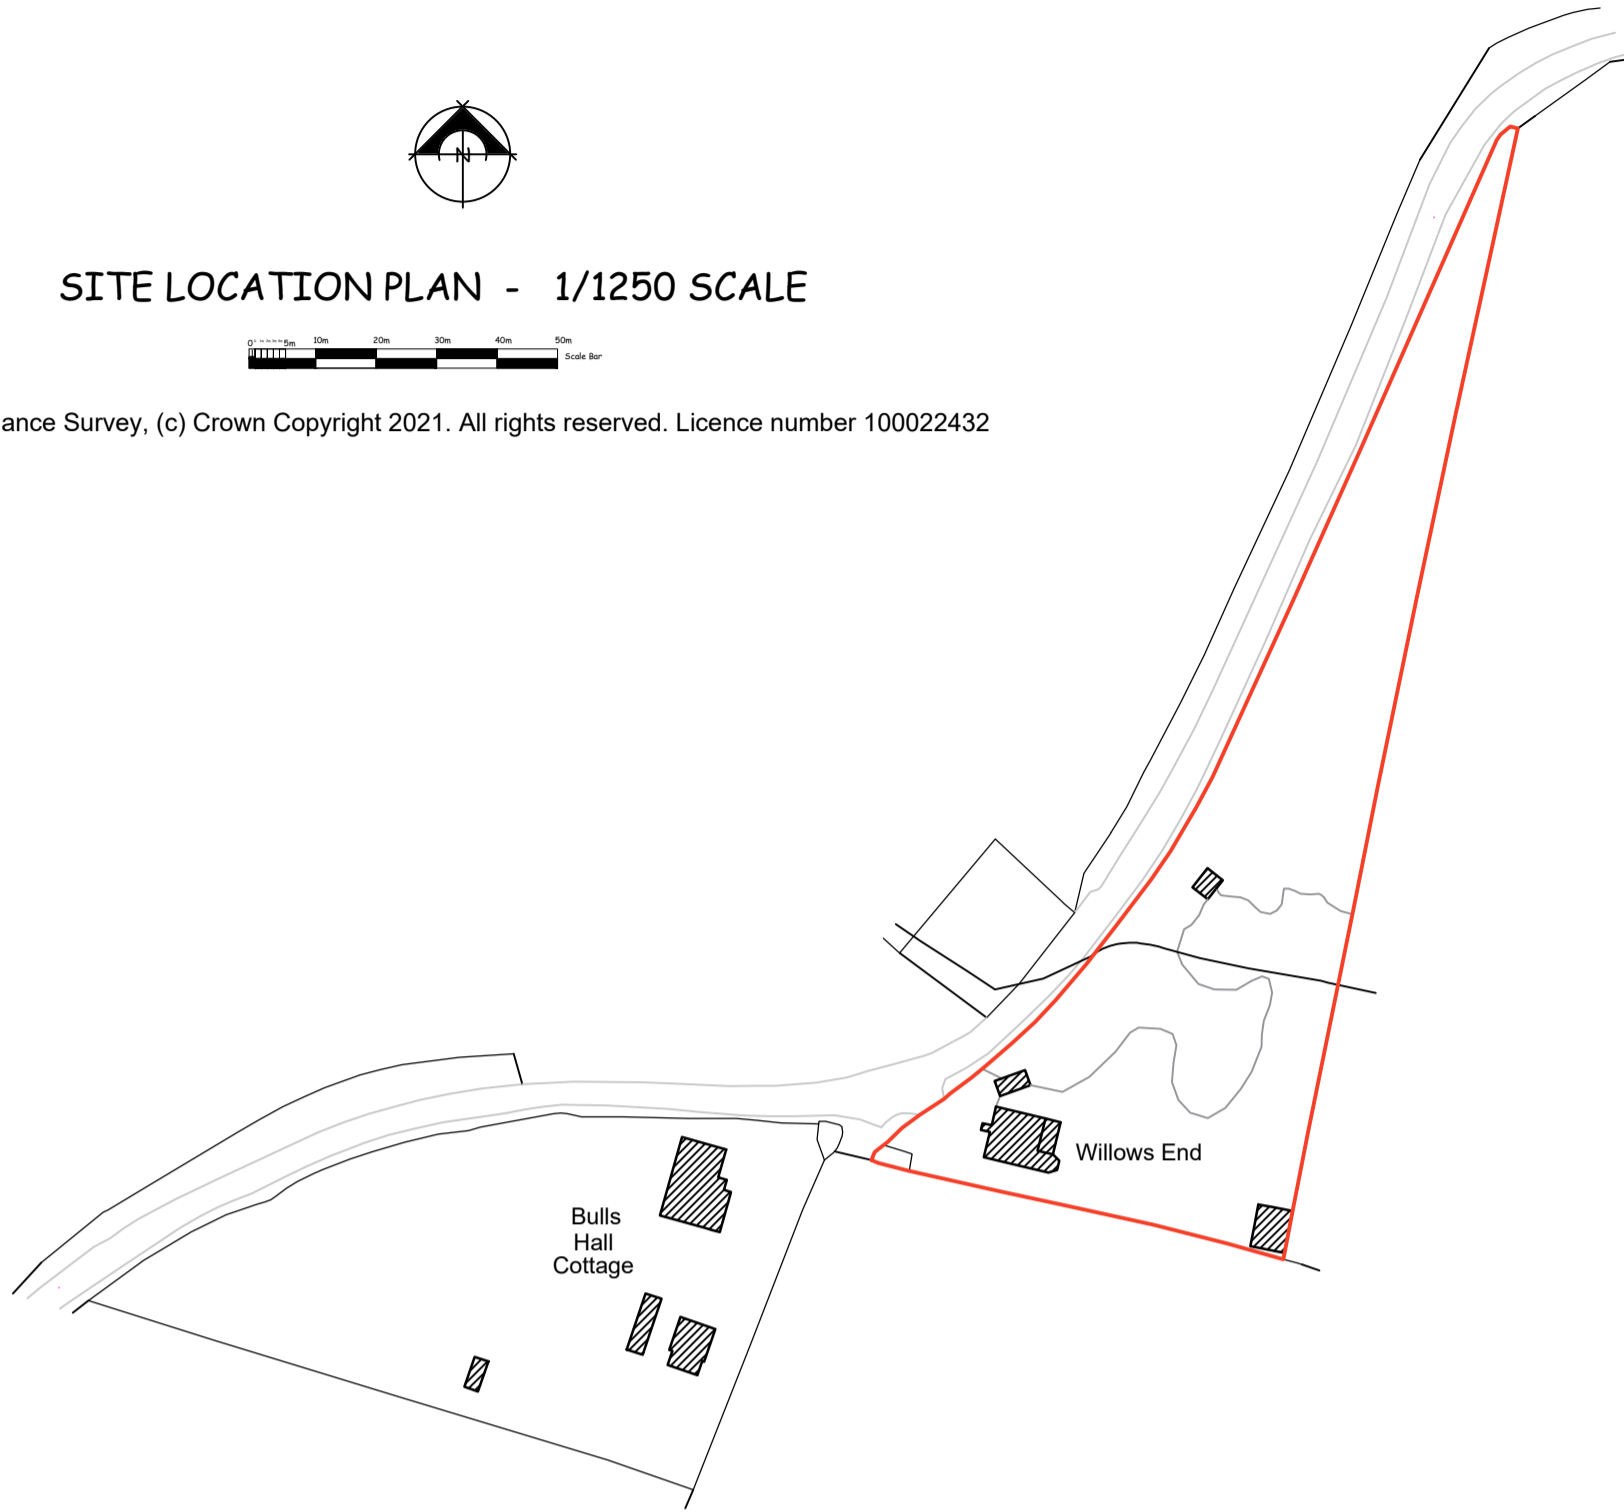 N
SITE LOCATION PLAN - 1/1250 SCALE
0 5m 10m 20m 30m 40m 50m
Scale Bar
ance Survey, (c) Crown Copyright 2021. All rights reserved. Licence number 100022432
Willows End
Bulls
Hall
Cottage